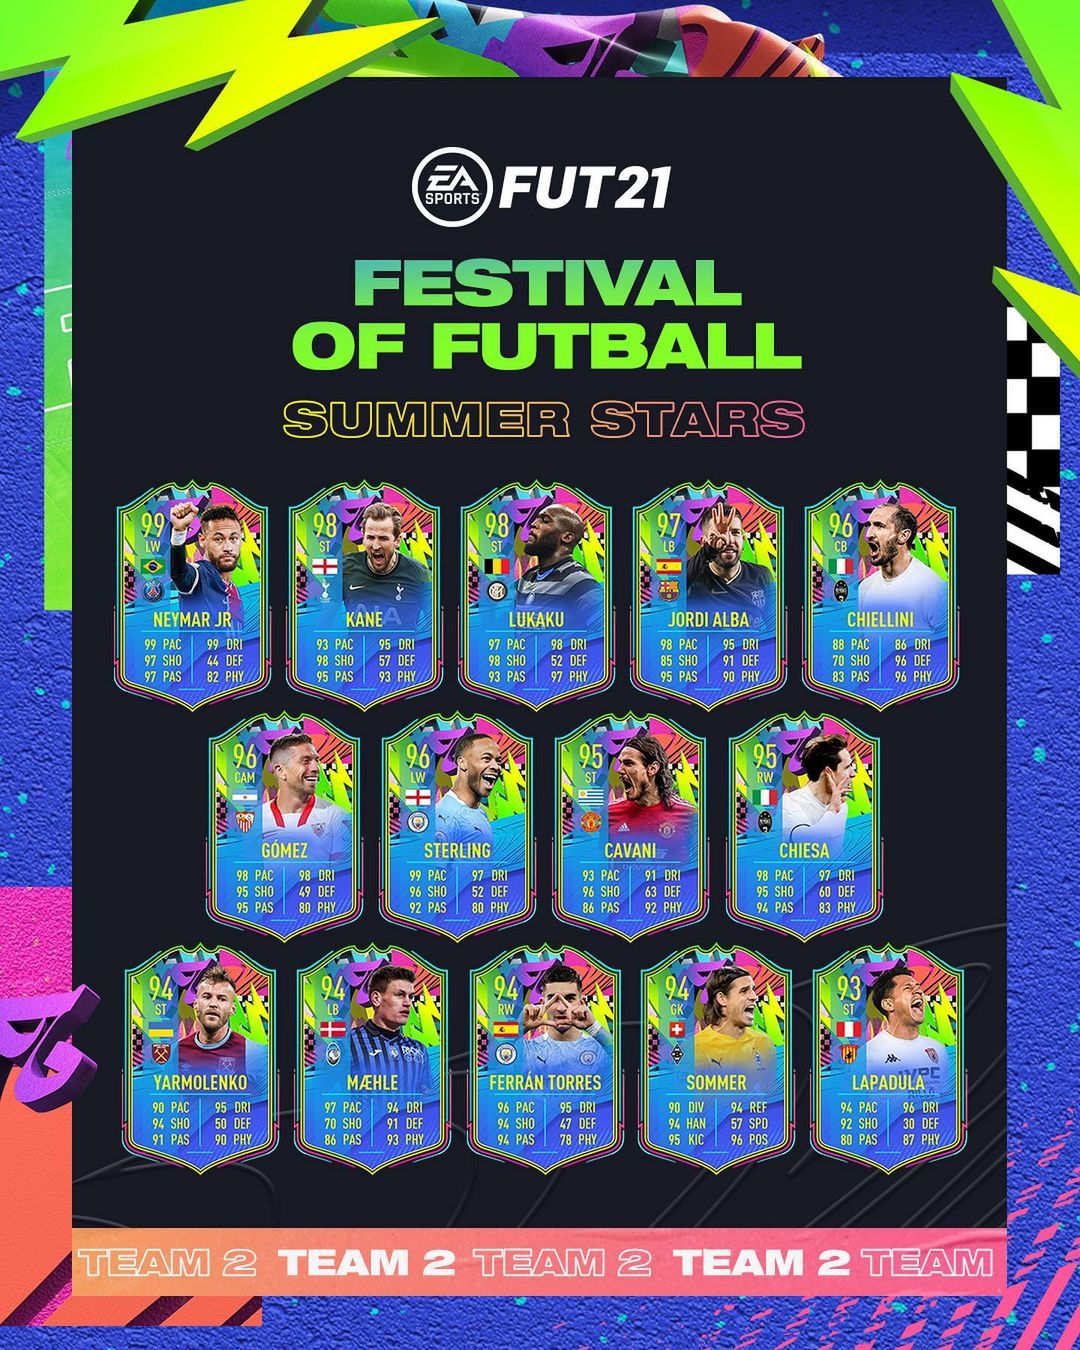 EA SPORTS FUT21
FESTIVAL
OF FUTBALL
SUMMER STARS
99 98 98 97 96
LW ST ST LB CB
NEYMAR JR KANE LUKAKU JORDI ALBA CHIELLINI
99 PAC 99 DRI 93 PAC 95 DRI 97 PAC 98 DRI 98 PAC 95 DRI 88 PAC 86 DRI
97 SHO 44 DEF 98 SHO 57 DEF 98 SHO 52 DEF 85 SHO 91 DEF 70 SHO 96 DEF
97 PAS 82 PHY 95 PAS 93 PHY 93 PAS 97 PHY 95 PAS 90 PHY 83 PAS 96 PHY
96 96 95 95
CAM LW ST RW
GÓMEZ STERLING CAVANI CHIESA
98 PAC 98 DRI 99 PAC 97 DRI 93 PAC 91 DRI 98 PAC 97 DRI
95 SHO 49 DEF 96 SHO 52 DEF 96 SHO 63 DEF 95 SHO 60 DEF
95 PAS 80 PHY 92 PAS 80 PHY 86 PAS 92 PHY 94 PAS 83 PHY
94 94 94 94 93
ST LB RW GK ST
YARMOLENKO MÆHLE FERRÁN TORRES SOMMER LAPADULA
90 PAC 95 DRI 97 PAC 94 DRI 96 PAC 95 DRI 90 DIV 94 REF 94 PAC 96 DRI
94 SHO 50 DEF 70 SHO 91 DEF 94 SHO 47 DEF 94 HAN 57 SPD 92 SHO 30 DEF
91 PAS 90 PHY 86 PAS 93 PHY 94 PAS 78 PHY 95 KIC 96 POS 80 PAS 87 PHY
TEAM 2 TEAM 2 TEAM 2 TEAM 2 TEAM